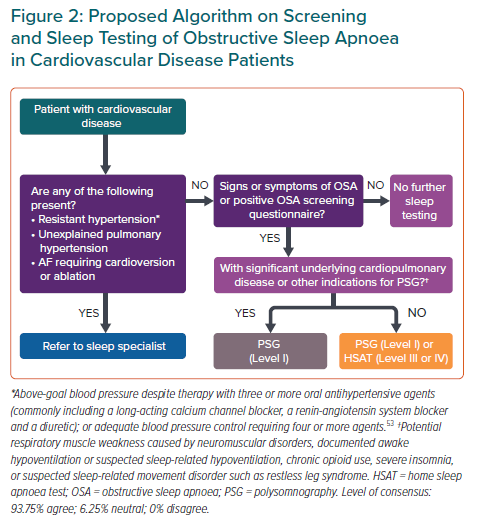 Figure 2: Proposed Algorithm on Screening
and Sleep Testing of Obstructive Sleep Apnoea
in Cardiovascular Disease Patients
Patient with cardiovascular
disease
Are any of the following
present?
• Resistant hypertension*
• Unexplained pulmonary
hypertension
• AF requiring cardioversion
or ablation
NO
Signs or symptoms of OSA
or positive OSA screening
questionnaire?
NO
No further
sleep
testing
YES
With significant underlying cardiopulmonary
disease or other indications for PSG?†
YES
YES
NO
Refer to sleep specialist
PSG
(Level I)
PSG (Level I) or
HSAT (Level III or IV)
*Above-goal blood pressure despite therapy with three or more oral antihypertensive agents
(commonly including a long-acting calcium channel blocker, a renin-angiotensin system blocker
and a diuretic); or adequate blood pressure control requiring four or more agents.53 †Potential
respiratory muscle weakness caused by neuromuscular disorders, documented awake
hypoventilation or suspected sleep-related hypoventilation, chronic opioid use, severe insomnia,
or suspected sleep-related movement disorder such as restless leg syndrome. HSAT = home sleep
apnoea test; OSA = obstructive sleep apnoea; PSG = polysomnography. Level of consensus:
93.75% agree; 6.25% neutral; 0% disagree.